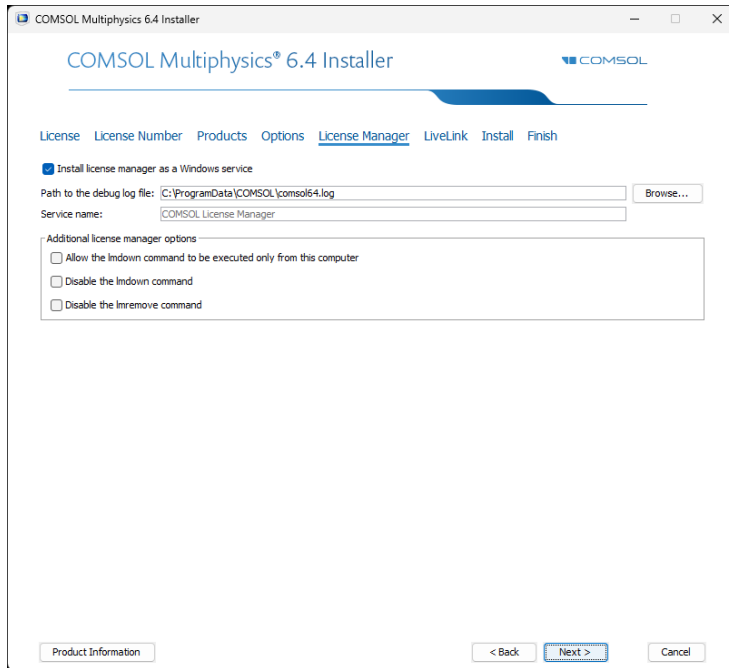 COMSOL Multiphysics 6.4 Installer
COMSOL Multiphysics® 6.4 Installer
COMSOL
License License Number Products Options License Manager LiveLink Install Finish
Install license manager as a Windows service
Path to the debug log file: C:\ProgramData\COMSOL\comsol64.log Browse...
Service name: COMSOL License Manager
Additional license manager options
Allow the lmdown command to be executed only from this computer
Disable the lmdown command
Disable the lmremove command
Product Information < Back Next > Cancel